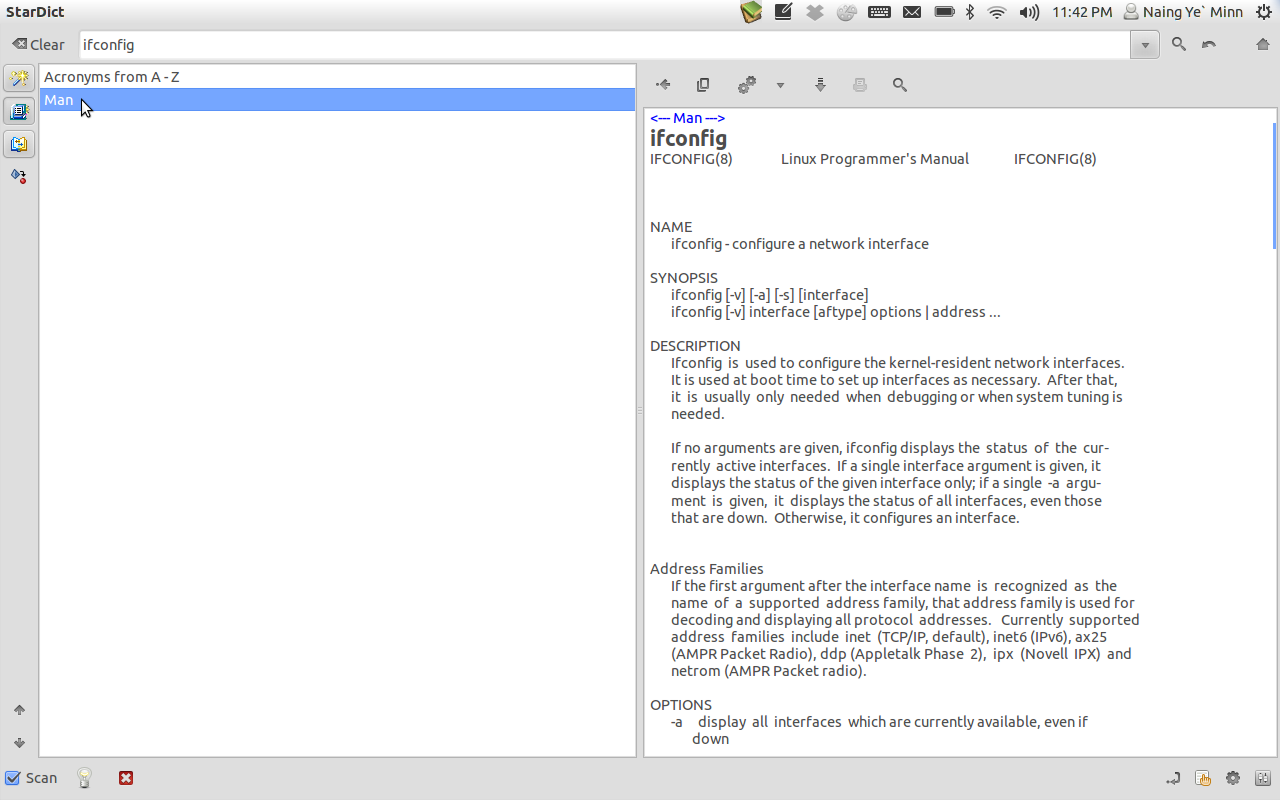 StarDict
11:42 PM
Naing Ye` Minn
Clear
ifconfig
Acronyms from A - Z
Man
<--- Man --->
ifconfig
IFCONFIG(8) Linux Programmer's Manual IFCONFIG(8)
NAME
ifconfig - configure a network interface
SYNOPSIS
ifconfig [-v] [-a] [-s] [interface]
ifconfig [-v] interface [aftype] options | address ...
DESCRIPTION
Ifconfig is used to configure the kernel-resident network interfaces.
It is used at boot time to set up interfaces as necessary. After that,
it is usually only needed when debugging or when system tuning is
needed.
If no arguments are given, ifconfig displays the status of the cur-
rently active interfaces. If a single interface argument is given, it
displays the status of the given interface only; if a single -a argu-
ment is given, it displays the status of all interfaces, even those
that are down. Otherwise, it configures an interface.
Address Families
If the first argument after the interface name is recognized as the
name of a supported address family, that address family is used for
decoding and displaying all protocol addresses. Currently supported
address families include inet (TCP/IP, default), inet6 (IPv6), ax25
(AMPR Packet Radio), ddp (Appletalk Phase 2), ipx (Novell IPX) and
netrom (AMPR Packet radio).
OPTIONS
-a display all interfaces which are currently available, even if
down
Scan